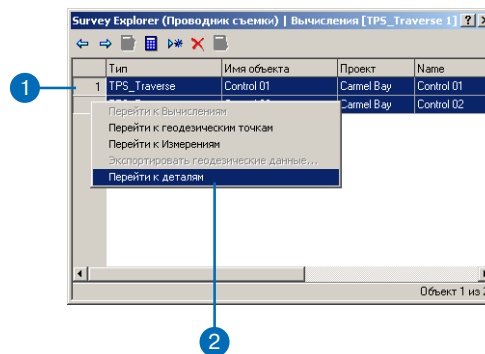 Survey Explorer (Проводник съемки) | Вычисления [TPS_Traverse 1]
Тип Имя объекта Проект Name
1 TPS_Traverse Control 01 Carmel Bay Control 01
Carmel Bay Control 02
Перейти к Вычислениям
Перейти к геодезическим точкам
Перейти к Измерениям
Экспортировать геодезические данные...
Перейти к деталям
Объект 1 из 2
1
2